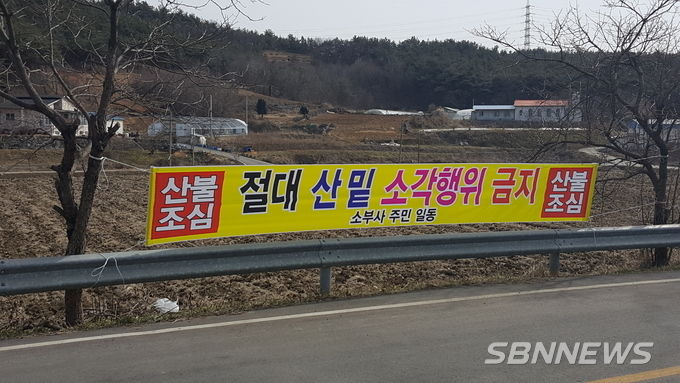 산불
조심
절대 산밑 소각행위 금지
소부사 주민 일동
산불
조심
SBNNEWS